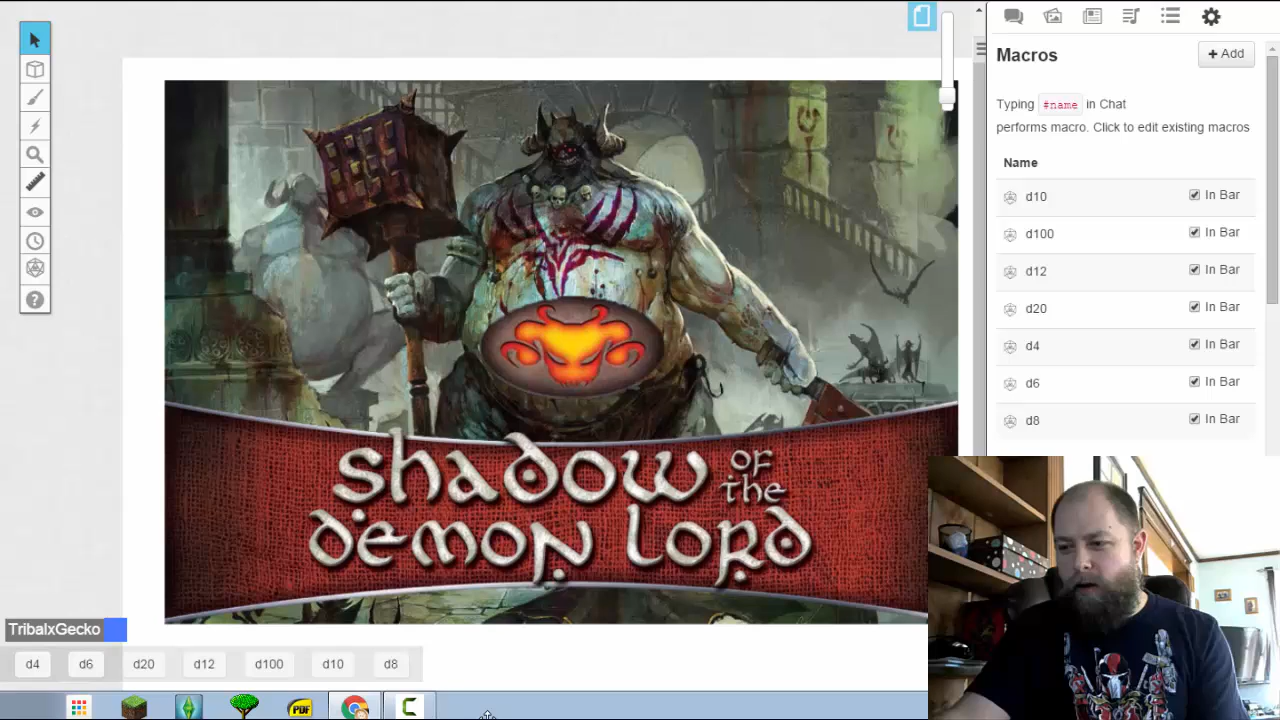 Macros
+ Add
Typing #name in Chat
performs macro. Click to edit existing macros
Name
d10 In Bar
d100 In Bar
d12 In Bar
d20 In Bar
d4 In Bar
d6 In Bar
d8 In Bar
shadow of
the
demon lord
TribalxGecko
d4 d6 d20 d12 d100 d10 d8
PDF